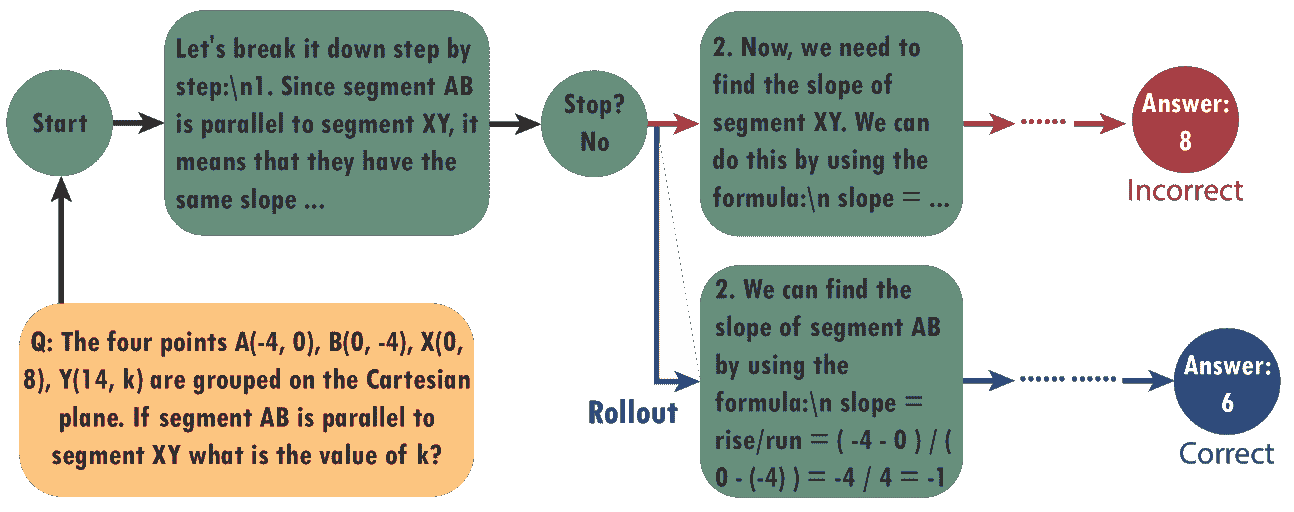 Start
Let's break it down step by
step:\n1. Since segment AB
is parallel to segment XY, it
means that they have the
same slope ...
Stop?
No
2. Now, we need to
find the slope of
segment XY. We can
do this by using the
formula:\n slope = ...
Answer:
8
Incorrect
Q: The four points A(-4, 0), B(0, -4), X(0,
8), Y(14, k) are grouped on the Cartesian
plane. If segment AB is parallel to
segment XY what is the value of k?
Rollout
2. We can find the
slope of segment AB
by using the
formula:\n slope =
rise/run = ( -4 - 0 ) / (
0 - (-4) ) = -4 / 4 = -1
Answer:
6
Correct